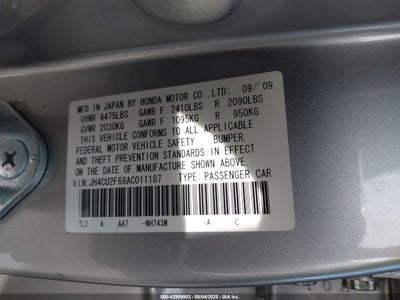 MFD. IN JAPAN BY HONDA MOTOR CO., LTD: 09/'09
GVWR 4475LBS GAWR F 2410LBS R 2090LBS
GVWR 2030KG GAWR F 1095KG R 950KG
THIS VEHICLE CONFORMS TO ALL APPLICABLE
FEDERAL MOTOR VEHICLE SAFETY, BUMPER,
AND THEFT PREVENTION STANDARDS IN EFFECT
ON THE DATE OF MANUFACTURE SHOWN ABOVE.
V.I.N: JH4CU2F68AC011187 TYPE: PASSENGER CAR
TL2 A AA7 -NH743M -A -C
000-42909903 - 08/04/2025 - IAA Inc.